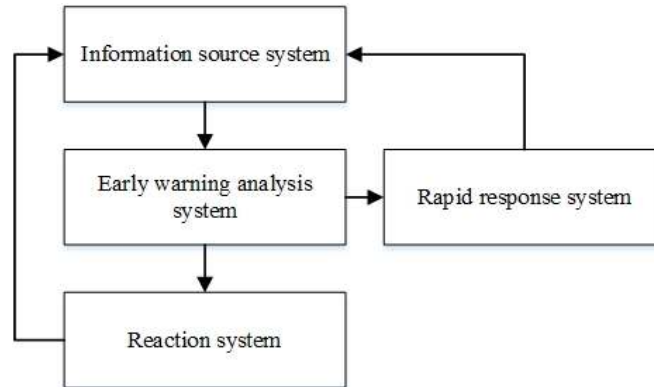 Information source system
Early warning analysis
system
Rapid response system
Reaction system